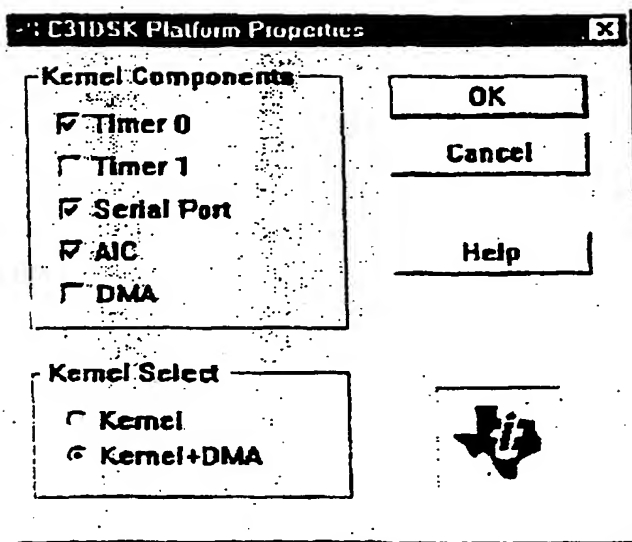 C31DSK Platform Properties
Kernel Components
Timer 0
Timer 1
Serial Port
AIC
DMA
OK
Cancel
Help
Kernel Select
Kernel
Kernel+DMA